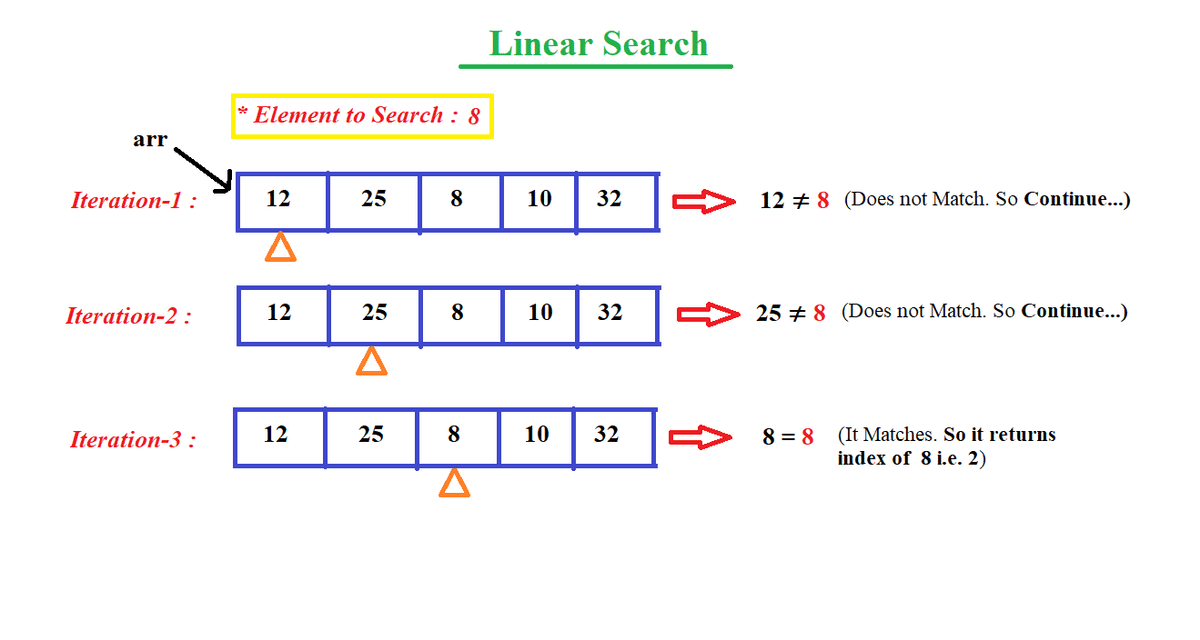 Linear Search
* Element to Search : 8
arr
Iteration-1 : 12 25 8 10 32 12 ≠ 8 (Does not Match. So Continue...)
Iteration-2 : 12 25 8 10 32 25 ≠ 8 (Does not Match. So Continue...)
Iteration-3 : 12 25 8 10 32 8 = 8 (It Matches. So it returns
index of 8 i.e. 2)